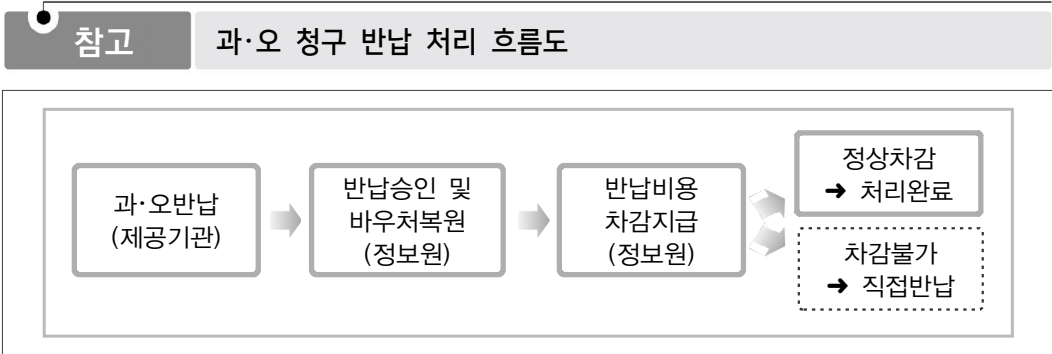 참고
과·오 청구 반납 처리 흐름도
과·오반납
(제공기관)
반납승인 및
바우처복원
(정보원)
반납비용
차감지급
(정보원)
정상차감
➜ 처리완료
차감불가
➜ 직접반납